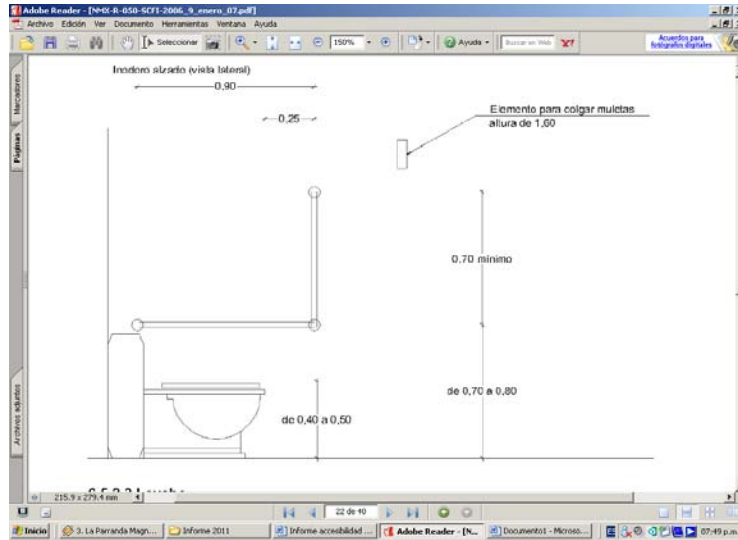 Adobe Reader - [NMX-R-050-SCFI-2006_9_enero_07.pdf]
Archivo Edición Ver Documento Herramientas Ventana Ayuda
Seleccionar 150% Ayuda Buscar en Web Y!
Acuerdos para
fotógrafos digitales
Marcadores
Páginas
Archivos adjuntos
Inodoro alzado (vista lateral)
0,90
0,25
Elemento para colgar muletas
altura de 1,60
0,70 mínimo
de 0,70 a 0,80
de 0,40 a 0,50
215.9 x 279.4 mm
22 de 40
Inicio 3. La Parranda Magn... Informe 2011 Informe accesibilidad ... Adobe Reader - [N... Documento1 - Microso... 07:49 p.m.